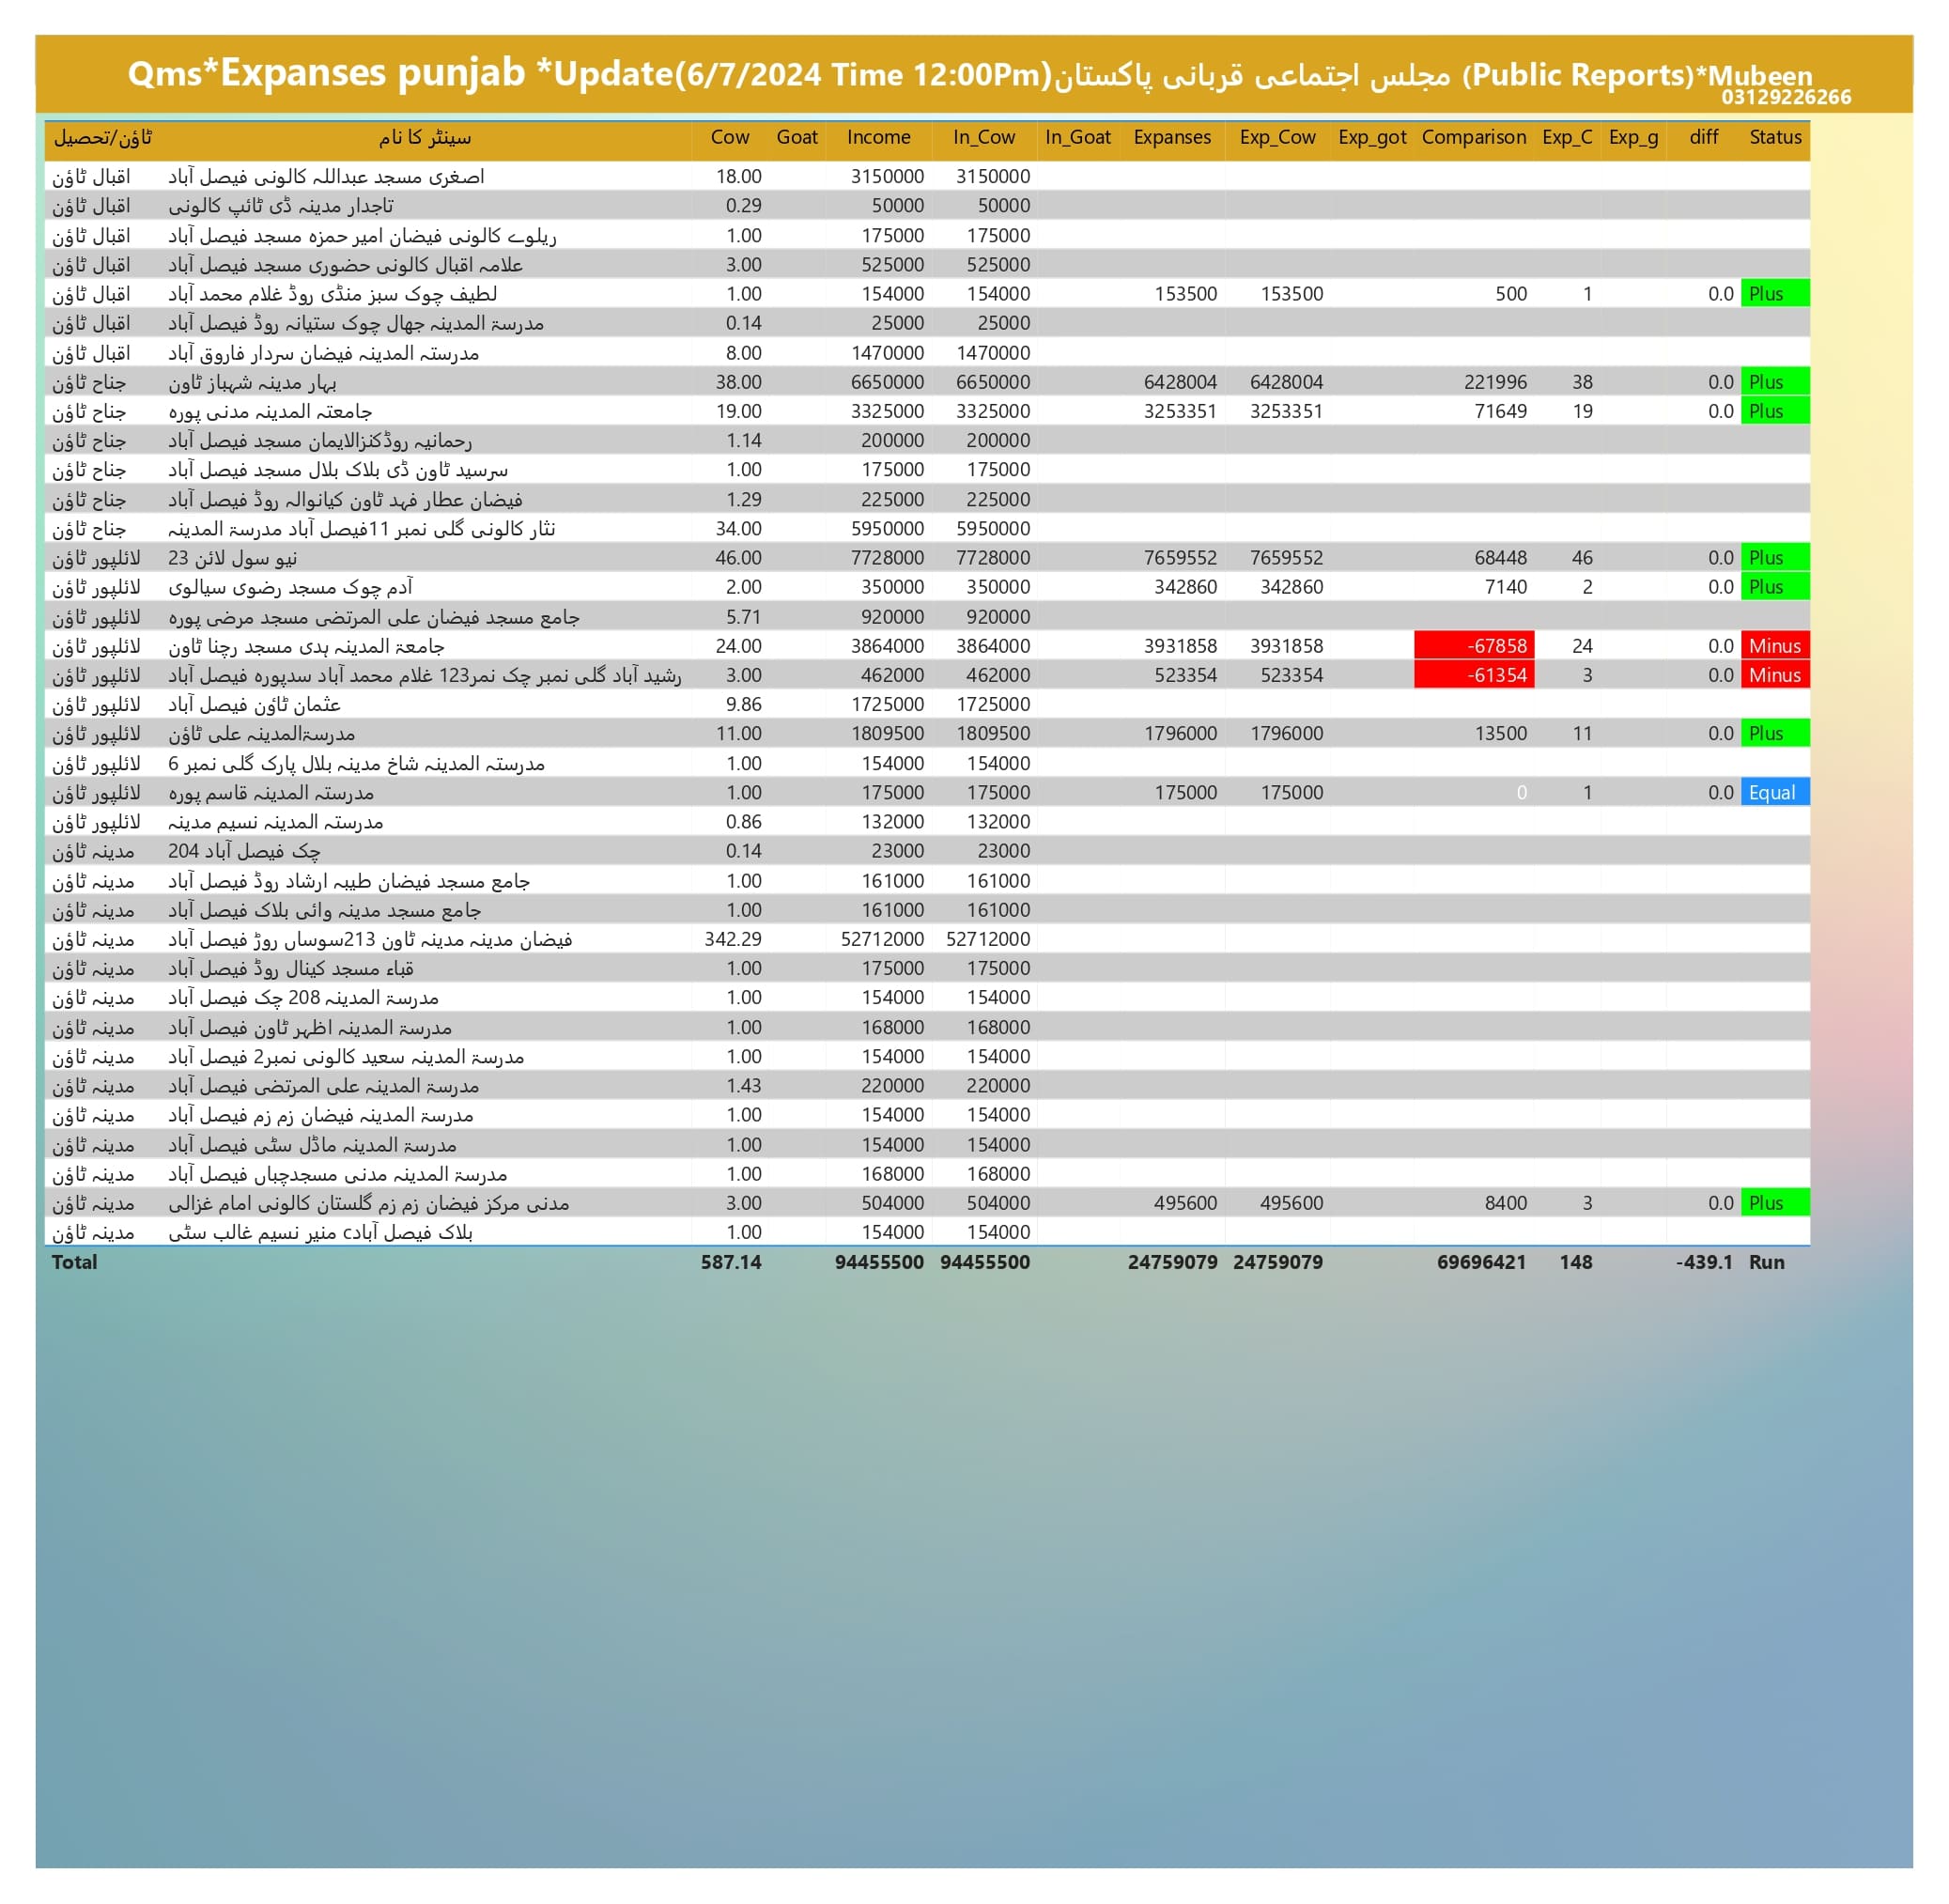 Qms*Expanses punjab *Update(6/7/2024 Time 12:00Pm)مجلس اجتماعی قربانی پاکستان (Public Reports)*Mubeen
03129226266
ٹاؤن/تحصیل سینٹر کا نام Cow Goat Income In_Cow In_Goat Expanses Exp_Cow Exp_got Comparison Exp_C Exp_g diff Status
اقبال ٹاؤن اصغری مسجد عبداللہ کالونی فیصل آباد 18.00 3150000 3150000
اقبال ٹاؤن تاجدار مدینہ ڈی ٹائپ کالونی 0.29 50000 50000
اقبال ٹاؤن ریلوے کالونی فیضان امیر حمزہ مسجد فیصل آباد 1.00 175000 175000
اقبال ٹاؤن علامہ اقبال کالونی حضوری مسجد فیصل آباد 3.00 525000 525000
اقبال ٹاؤن لطیف چوک سبز منڈی روڈ غلام محمد آباد 1.00 154000 154000 153500 153500 500 1 0.0 Plus
اقبال ٹاؤن مدرسۃ المدینہ جھال چوک ستیانہ روڈ فیصل آباد 0.14 25000 25000
اقبال ٹاؤن مدرستہ المدینہ فیضان سردار فاروق آباد 8.00 1470000 1470000
جناح ٹاؤن بہار مدینہ شہباز ٹاون 38.00 6650000 6650000 6428004 6428004 221996 38 0.0 Plus
جناح ٹاؤن جامعتہ المدینہ مدنی پورہ 19.00 3325000 3325000 3253351 3253351 71649 19 0.0 Plus
جناح ٹاؤن رحمانیہ روڈکنزالایمان مسجد فیصل آباد 1.14 200000 200000
جناح ٹاؤن سرسید ٹاون ڈی بلاک بلال مسجد فیصل آباد 1.00 175000 175000
جناح ٹاؤن فیضان عطار فہد ٹاون کیانوالہ روڈ فیصل آباد 1.29 225000 225000
جناح ٹاؤن نثار کالونی گلی نمبر 11فیصل آباد مدرسۃ المدینہ 34.00 5950000 5950000
لائلپور ٹاؤن 23 نیو سول لائن 46.00 7728000 7728000 7659552 7659552 68448 46 0.0 Plus
لائلپور ٹاؤن آدم چوک مسجد رضوی سیالوی 2.00 350000 350000 342860 342860 7140 2 0.0 Plus
لائلپور ٹاؤن جامع مسجد فیضان علی المرتضی مسجد مرضی پورہ 5.71 920000 920000
لائلپور ٹاؤن جامعۃ المدینہ ہدی مسجد رچنا ٹاون 24.00 3864000 3864000 3931858 3931858 -67858 24 0.0 Minus
لائلپور ٹاؤن رشید آباد گلی نمبر چک نمر123 غلام محمد آباد سدپورہ فیصل آباد 3.00 462000 462000 523354 523354 -61354 3 0.0 Minus
لائلپور ٹاؤن عثمان ٹاؤن فیصل آباد 9.86 1725000 1725000
لائلپور ٹاؤن مدرسۃالمدینہ علی ٹاؤن 11.00 1809500 1809500 1796000 1796000 13500 11 0.0 Plus
لائلپور ٹاؤن مدرستہ المدینہ شاخ مدینہ بلال پارک گلی نمبر 6 1.00 154000 154000
لائلپور ٹاؤن مدرستہ المدینہ قاسم پورہ 1.00 175000 175000 175000 175000 0 1 0.0 Equal
لائلپور ٹاؤن مدرستہ المدینہ نسیم مدینہ 0.86 132000 132000
مدینہ ٹاؤن 204 چک فیصل آباد 0.14 23000 23000
مدینہ ٹاؤن جامع مسجد فیضان طیبہ ارشاد روڈ فیصل آباد 1.00 161000 161000
مدینہ ٹاؤن جامع مسجد مدینہ وائی بلاک فیصل آباد 1.00 161000 161000
مدینہ ٹاؤن فیضان مدینہ مدینہ ٹاون 213سوساں روڑ فیصل آباد 342.29 52712000 52712000
مدینہ ٹاؤن قباء مسجد کینال روڈ فیصل آباد 1.00 175000 175000
مدینہ ٹاؤن مدرسۃ المدینہ 208 چک فیصل آباد 1.00 154000 154000
مدینہ ٹاؤن مدرسۃ المدینہ اظہر ٹاون فیصل آباد 1.00 168000 168000
مدینہ ٹاؤن مدرسۃ المدینہ سعید کالونی نمبر2 فیصل آباد 1.00 154000 154000
مدینہ ٹاؤن مدرسۃ المدینہ علی المرتضی فیصل آباد 1.43 220000 220000
مدینہ ٹاؤن مدرسۃ المدینہ فیضان زم زم فیصل آباد 1.00 154000 154000
مدینہ ٹاؤن مدرسۃ المدینہ ماڈل سٹی فیصل آباد 1.00 154000 154000
مدینہ ٹاؤن مدرسۃ المدینہ مدنی مسجدچباں فیصل آباد 1.00 168000 168000
مدینہ ٹاؤن مدنی مرکز فیضان زم زم گلستان کالونی امام غزالی 3.00 504000 504000 495600 495600 8400 3 0.0 Plus
مدینہ ٹاؤن منیر نسیم غالب سٹی cبلاک فیصل آباد 1.00 154000 154000
Total 587.14 94455500 94455500 24759079 24759079 69696421 148 -439.1 Run